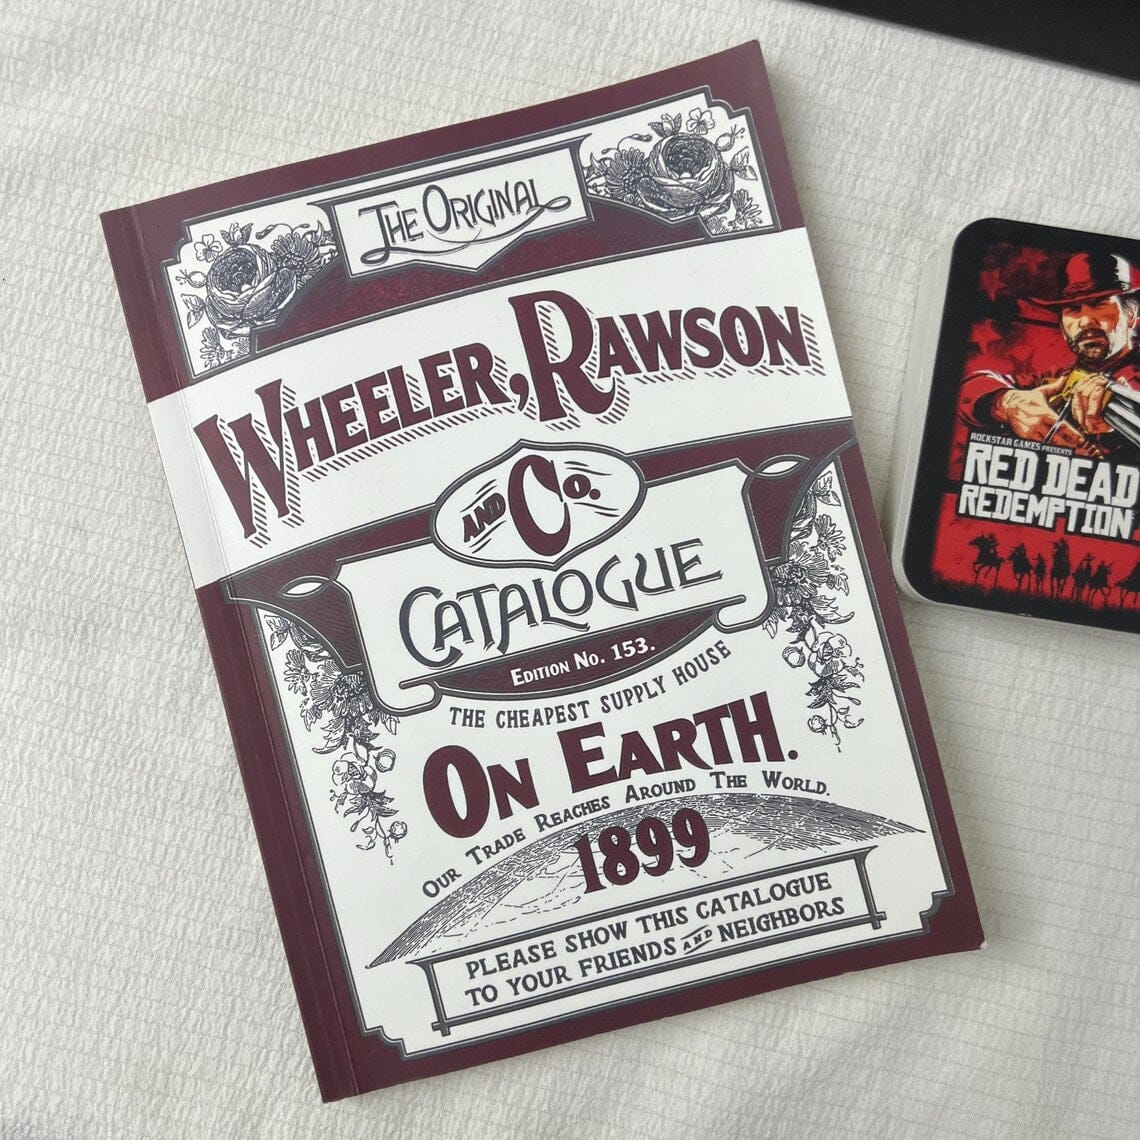 THE ORIGINAL
WHEELER, RAWSON
AND CO.
CATALOGUE
EDITION NO. 153.
THE CHEAPEST SUPPLY HOUSE
ON EARTH.
OUR TRADE REACHES AROUND THE WORLD.
1899
PLEASE SHOW THIS CATALOGUE
TO YOUR FRIENDS AND NEIGHBORS
ROCKSTAR GAMES PRESENTS
RED DEAD
REDEMPTION